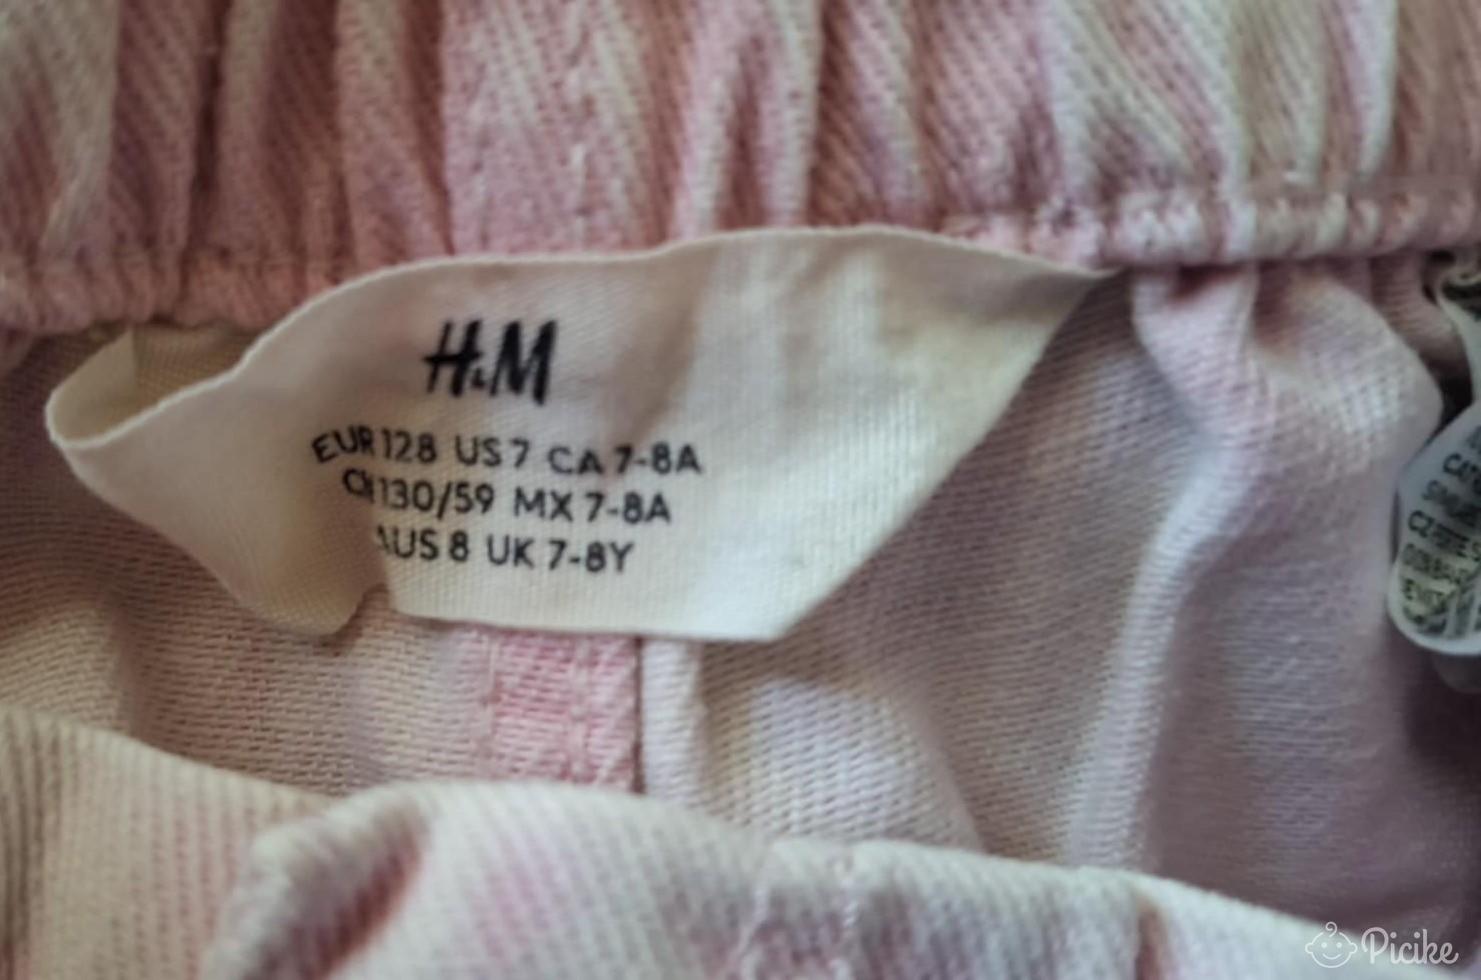 H&M
EUR 128 US 7 CA 7-8A
CN 130/59 MX 7-8A
AUS 8 UK 7-8Y
Picike